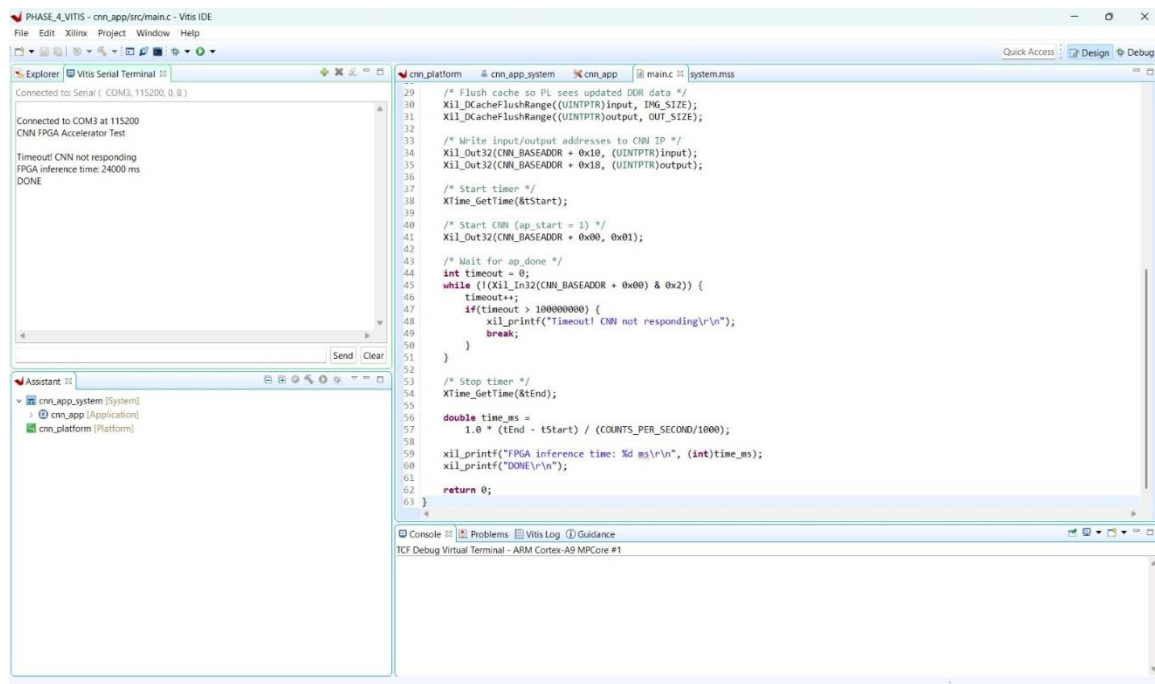 PHASE_4_VITIS - cnn_app/src/main.c - Vitis IDE
File Edit Xilinx Project Window Help
Quick Access
Design
Debug
Explorer
Vitis Serial Terminal
Connected to: Serial ( COM3, 115200, 0, 8 )
Connected to COM3 at 115200
CNN FPGA Accelerator Test
Timeout! CNN not responding
FPGA inference time: 24000 ms
DONE
Send
Clear
Assistant
cnn_app_system [System]
cnn_app [Application]
cnn_platform [Platform]
cnn_platform
cnn_app_system
cnn_app
main.c
system.mss
29 /* Flush cache so PL sees updated DDR data */
30 Xil_DCacheFlushRange((UINTPTR)input, IMG_SIZE);
31 Xil_DCacheFlushRange((UINTPTR)output, OUT_SIZE);
32
33 /* Write input/output addresses to CNN IP */
34 Xil_Out32(CNN_BASEADDR + 0x10, (UINTPTR)input);
35 Xil_Out32(CNN_BASEADDR + 0x18, (UINTPTR)output);
36
37 /* Start timer */
38 XTime_GetTime(&tStart);
39
40 /* Start CNN (ap_start = 1) */
41 Xil_Out32(CNN_BASEADDR + 0x00, 0x01);
42
43 /* Wait for ap_done */
44 int timeout = 0;
45 while (!(Xil_In32(CNN_BASEADDR + 0x00) & 0x2)) {
46 timeout++;
47 if(timeout > 100000000) {
48 xil_printf("Timeout! CNN not responding\r\n");
49 break;
50 }
51 }
52
53 /* Stop timer */
54 XTime_GetTime(&tEnd);
55
56 double time_ms =
57 1.0 * (tEnd - tStart) / (COUNTS_PER_SECOND/1000);
58
59 xil_printf("FPGA inference time: %d ms\r\n", (int)time_ms);
60 xil_printf("DONE\r\n");
61
62 return 0;
63 }
Console
Problems
Vitis Log
Guidance
TCF Debug Virtual Terminal - ARM Cortex-A9 MPCore #1